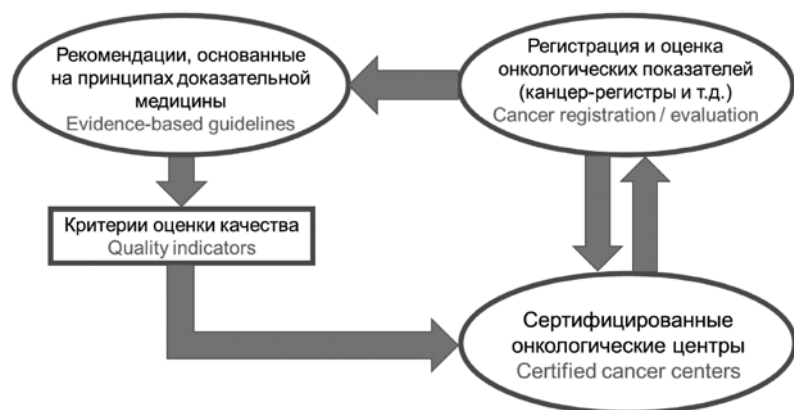 Рекомендации, основанные
на принципах доказательной
медицины
Evidence-based guidelines
Регистрация и оценка
онкологических показателей
(канцер-регистры и т.д.)
Cancer registration / evaluation
Критерии оценки качества
Quality indicators
Сертифицированные
онкологические центры
Certified cancer centers